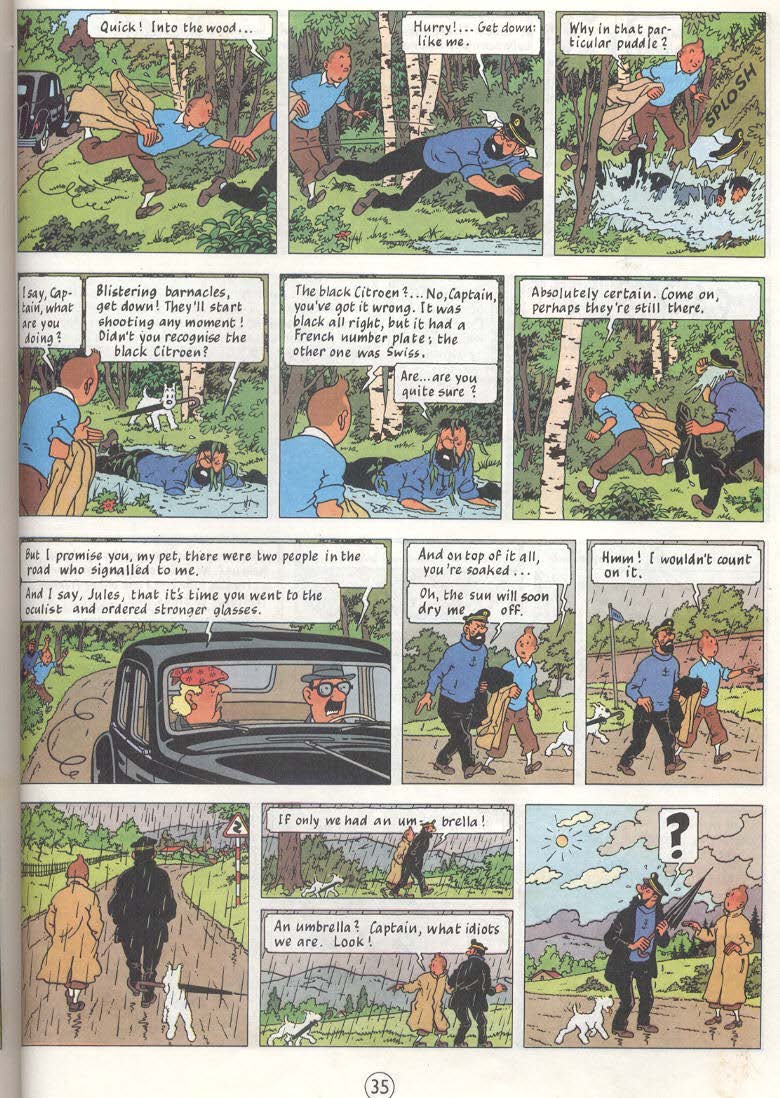 Quick! Into the wood...
Hurry!... Get down:
like me.
Why in that par-
ticular puddle?
SPLOSH
I say, Cap-
tain, what
are you
doing?
Blistering barnacles,
get down! They'll start
shooting any moment!
Didn't you recognise the
black Citroen?
The black Citroen?... No, Captain,
you've got it wrong. It was
black all right, but it had a
French number plate; the
other one was Swiss.
Are... are you
quite sure?
Absolutely certain. Come on,
perhaps they're still there.
But I promise you, my pet, there were two people in the
road who signalled to me.
And I say, Jules, that it's time you went to the
oculist and ordered stronger glasses.
And on top of it all,
you're soaked...
Oh, the sun will soon
dry me off.
Hmm! I wouldn't count
on it.
If only we had an um- brella!
An umbrella? Captain, what idiots
we are. Look!
?
35